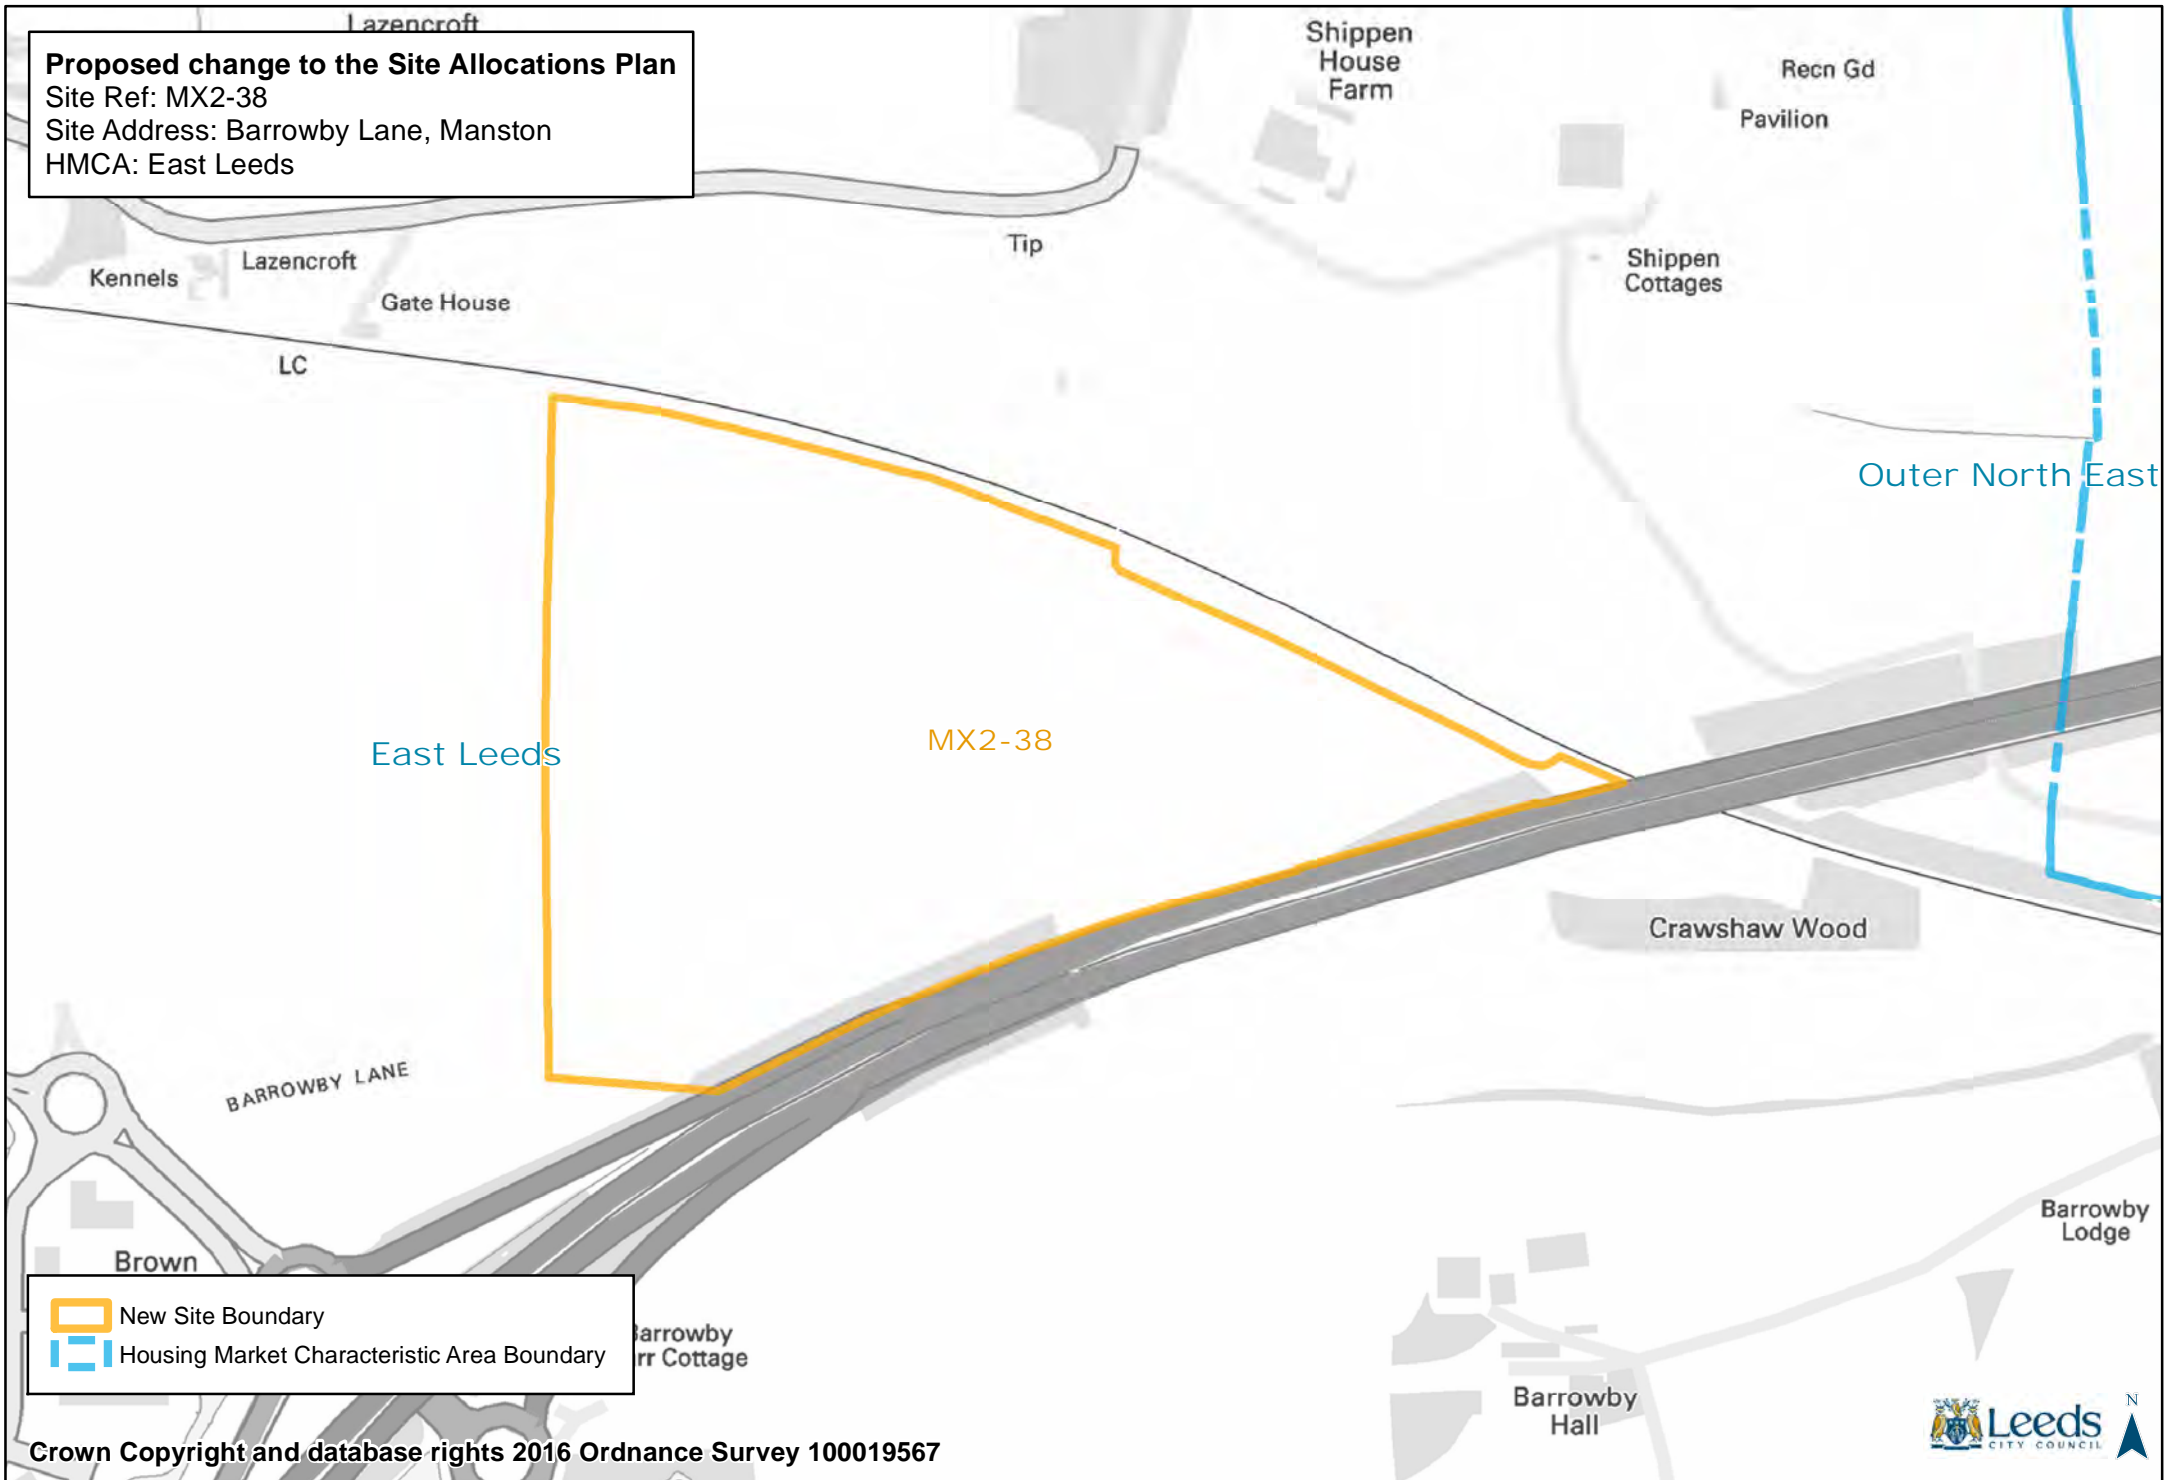 Lazencroft
Proposed change to the Site Allocations Plan
Site Ref: MX2-38
Site Address: Barrowby Lane, Manston
HMCA: East Leeds
Shippen
House
Farm
Recn Gd
Pavilion
Kennels
Lazencroft
Gate House
LC
Tip
Shippen
Cottages
Outer North East
East Leeds
MX2-38
Crawshaw Wood
BARROWBY LANE
Brown
Barrowby
Lodge
New Site Boundary
Housing Market Characteristic Area Boundary
Barrowby
rr Cottage
Barrowby
Hall
Leeds
CITY COUNCIL
N
Crown Copyright and database rights 2016 Ordnance Survey 100019567